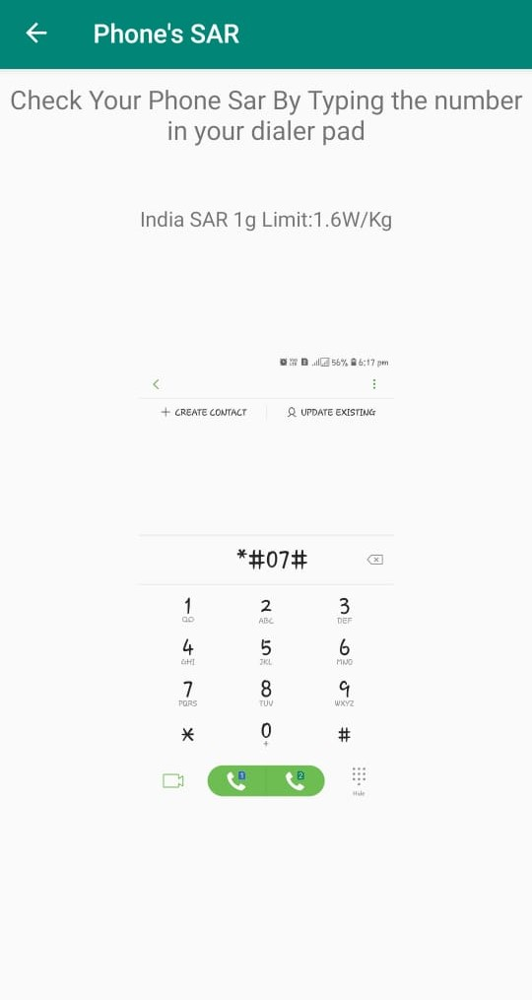 Phone's SAR
Check Your Phone Sar By Typing the number
in your dialer pad
India SAR 1g Limit:1.6W/Kg
56% 6:17 pm
+ CREATE CONTACT UPDATE EXISTING
*#07#
1 2 3
ABC DEF
4 5 6
GHI JKL MNO
7 8 9
PQRS TUV WXYZ
* 0 #
+
1 2
Hide